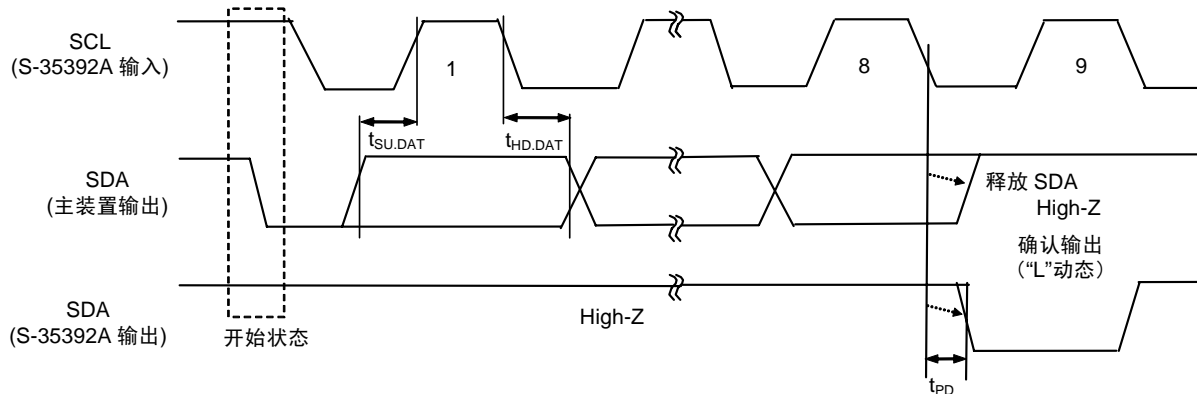 SCL
(S-35392A 输入)
1
8
9
tSU.DAT
tHD.DAT
SDA
(主装置输出)
释放 SDA
High-Z
确认输出
（“L”动态）
SDA
(S-35392A 输出)
开始状态
High-Z
tPD